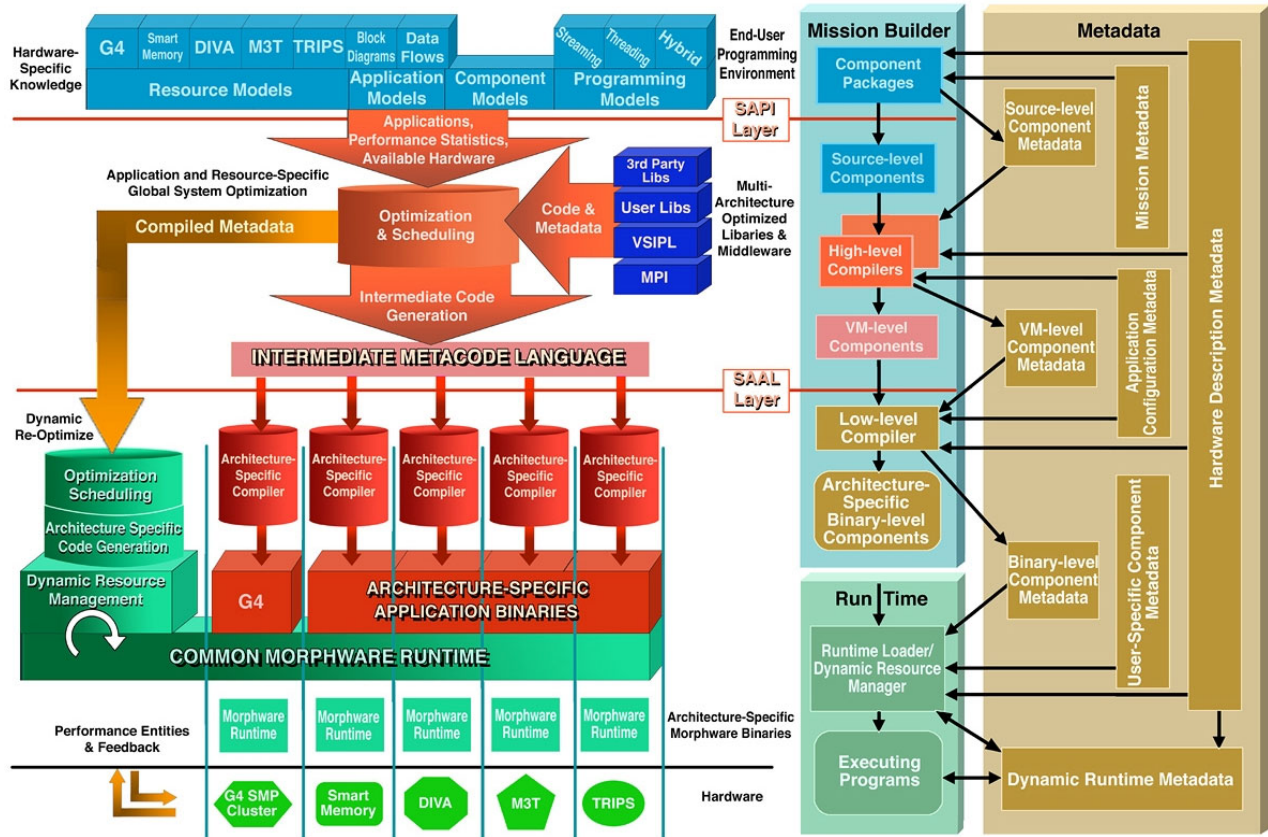 Hardware-
Specific
Knowledge
G4
Smart
Memory
DIVA
M3T
TRIPS
Block
Diagrams
Data
Flows
Streaming
Threading
Hybrid
Resource Models
Application
Models
Component
Models
Programming
Models
End-User
Programming
Environment
SAPI
Layer
Applications,
Performance Statistics,
Available Hardware
Application and Resource-Specific
Global System Optimization
Compiled Metadata
Optimization
& Scheduling
Code &
Metadata
3rd Party
Libs
User Libs
VSIPL
MPI
Multi-
Architecture
Optimized
Libaries &
Middleware
Intermediate Code
Generation
INTERMEDIATE METACODE LANGUAGE
SAAL
Layer
Dynamic
Re-Optimize
Optimization
Scheduling
Architecture Specific
Code Generation
Dynamic Resource
Management
Architecture-
Specific
Compiler
Architecture-
Specific
Compiler
Architecture-
Specific
Compiler
Architecture-
Specific
Compiler
Architecture-
Specific
Compiler
G4
ARCHITECTURE-SPECIFIC
APPLICATION BINARIES
COMMON MORPHWARE RUNTIME
Morphware
Runtime
Morphware
Runtime
Morphware
Runtime
Morphware
Runtime
Morphware
Runtime
Architecture-Specific
Morphware Binaries
Performance Entities
& Feedback
G4 SMP
Cluster
Smart
Memory
DIVA
M3T
TRIPS
Hardware
Mission Builder
Component
Packages
Source-level
Components
High-level
Compilers
VM-level
Components
Low-level
Compiler
Architecture-
Specific
Binary-level
Components
Run Time
Runtime Loader/
Dynamic Resource
Manager
Executing
Programs
Metadata
Source-level
Component
Metadata
Mission Metadata
VM-level
Component
Metadata
Application
Configuration Metadata
Hardware Description Metadata
Binary-level
Component
Metadata
User-Specific Component
Metadata
Dynamic Runtime Metadata